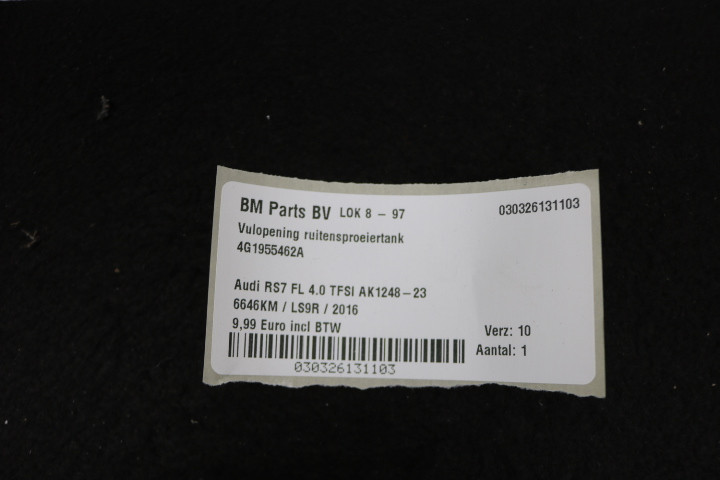 BM Parts BV LOK 8 - 97 030326131103
Vulopening ruitensproeiertank
4G1955462A
Audi RS7 FL 4.0 TFSI AK1248-23
6646KM / LS9R / 2016
9,99 Euro incl BTW Verz: 10
Aantal: 1
030326131103